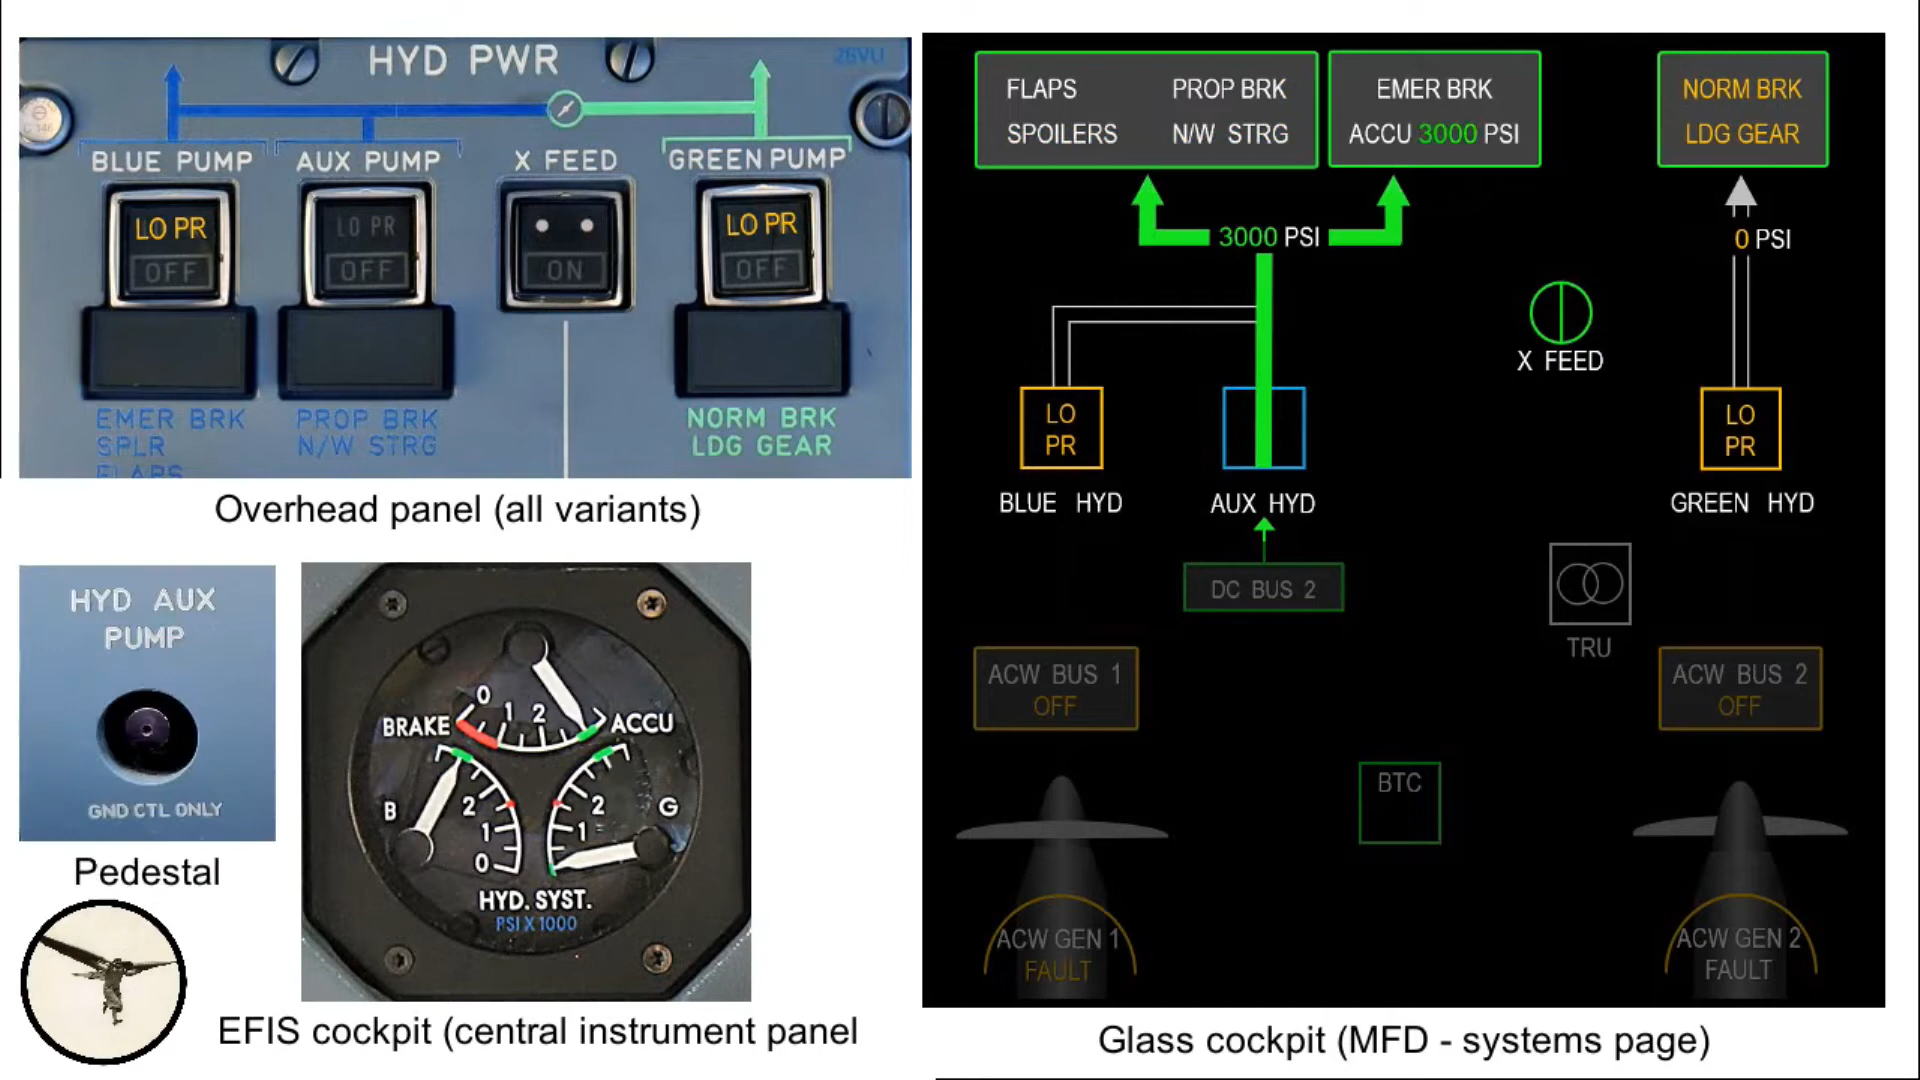 HYD PWR
26VU
BLUE PUMP
AUX PUMP
X FEED
GREEN PUMP
LO PR
LO PR
LO PR
OFF
OFF
ON
OFF
EMER BRK
SPLR
FLAPS
PROP BRK
N/W STRG
NORM BRK
LDG GEAR
Overhead panel (all variants)
HYD AUX
PUMP
GND CTL ONLY
Pedestal
0
1
2
BRAKE
ACCU
B
2
1
0
2
1
G
HYD. SYST.
PSI X 1000
EFIS cockpit (central instrument panel
FLAPS
PROP BRK
SPOILERS
N/W STRG
EMER BRK
ACCU 3000 PSI
NORM BRK
LDG GEAR
3000 PSI
0 PSI
X FEED
LO
PR
LO
PR
BLUE HYD
AUX HYD
GREEN HYD
DC BUS 2
TRU
ACW BUS 1
OFF
ACW BUS 2
OFF
BTC
ACW GEN 1
FAULT
ACW GEN 2
FAULT
Glass cockpit (MFD - systems page)